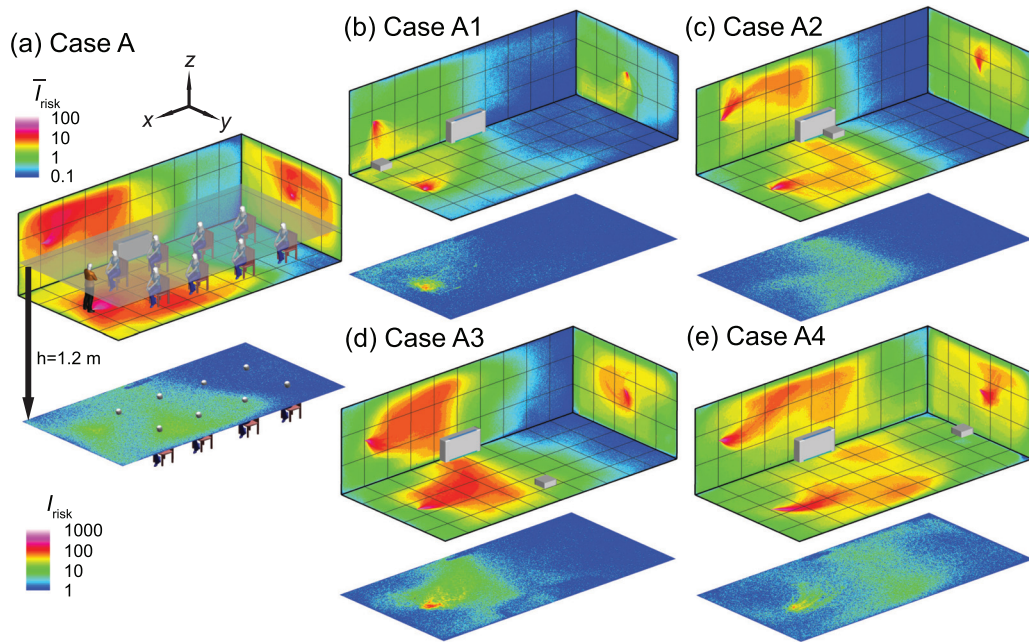 (a) Case A
I̅risk
100
10
1
0.1
z
x
y
h=1.2 m
Irisk
1000
100
10
1
(b) Case A1
(c) Case A2
(d) Case A3
(e) Case A4